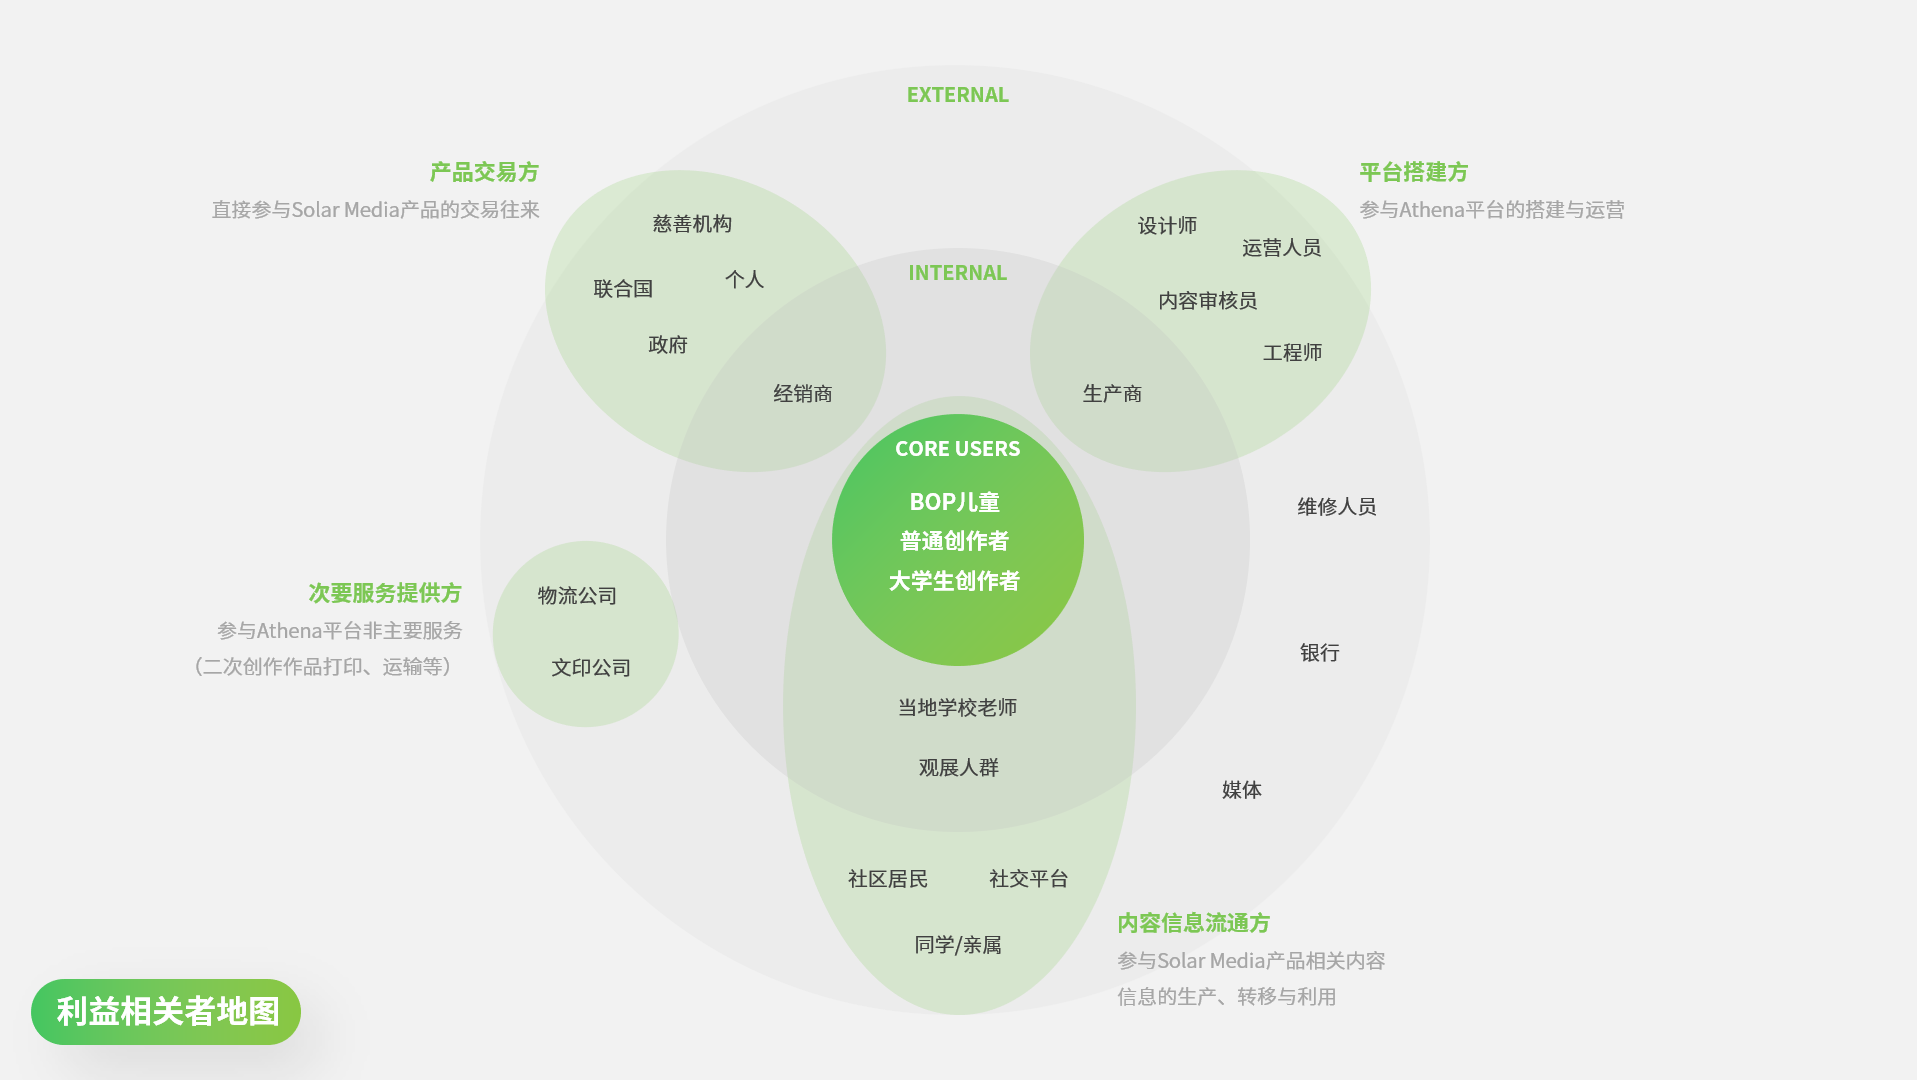 EXTERNAL
产品交易方
直接参与Solar Media产品的交易往来
慈善机构
联合国
个人
政府
经销商
平台搭建方
参与Athena平台的搭建与运营
设计师
运营人员
内容审核员
工程师
生产商
INTERNAL
CORE USERS
BOP儿童
普通创作者
大学生创作者
维修人员
银行
媒体
次要服务提供方
参与Athena平台非主要服务
（二次创作作品打印、运输等）
物流公司
文印公司
当地学校老师
观展人群
社区居民
社交平台
同学/亲属
内容信息流通方
参与Solar Media产品相关内容
信息的生产、转移与利用
利益相关者地图